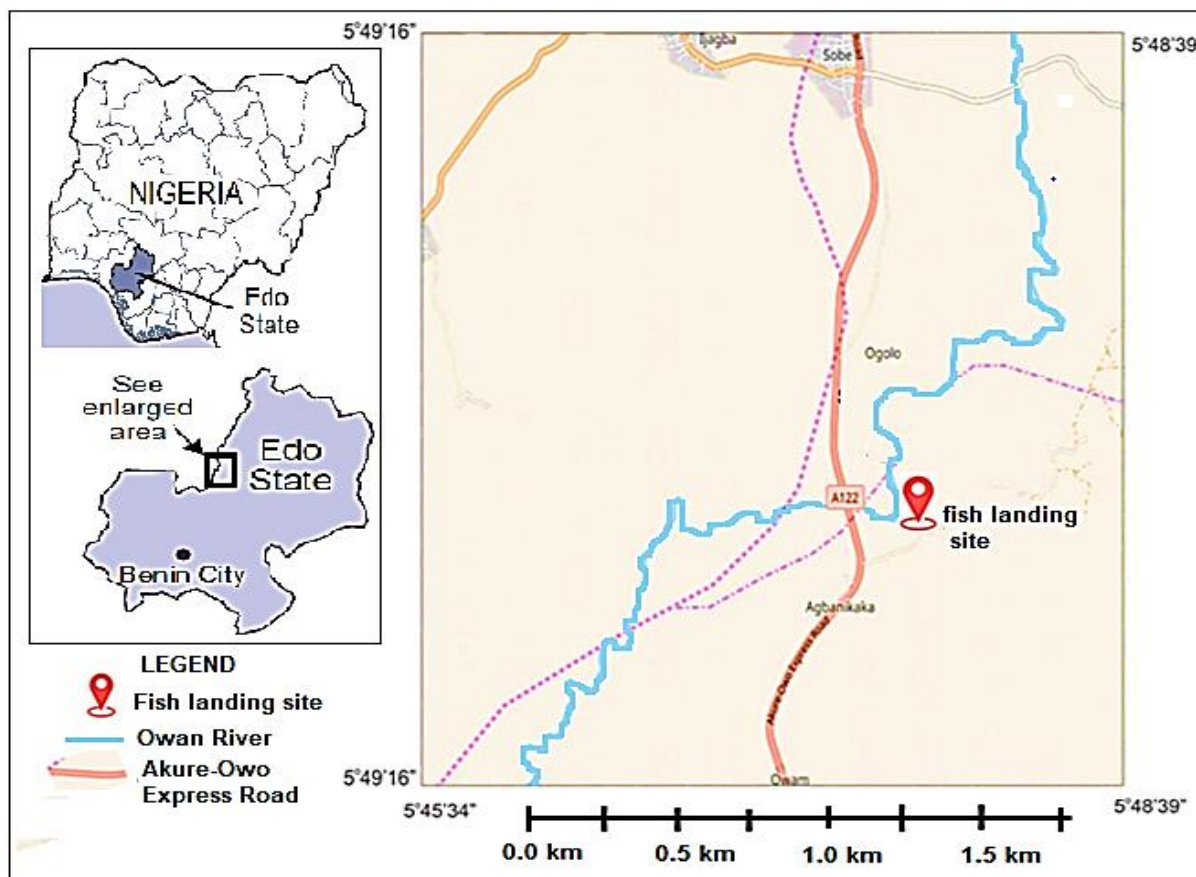 5°49'16"
5°48'39
Ijagba
Sobe
NIGERIA
Edo
State
See
enlarged
area
Edo
State
Benin City
Ogolo
A122
fish landing
site
Agbanikaka
Akure-Owo Express Road
Owam
5°49'16"
5°45'34"
5°48'39"
LEGEND
Fish landing site
Owan River
Akure-Owo
Express Road
0.0 km
0.5 km
1.0 km
1.5 km